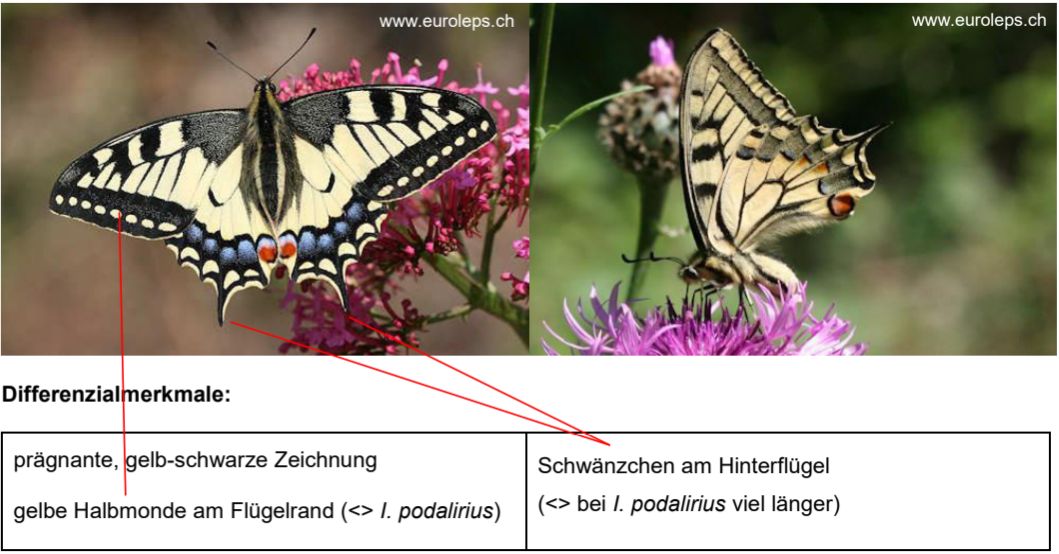 www.euroleps.ch
www.euroleps.ch
Differenzialmerkmale:
prägnante, gelb-schwarze Zeichnung
gelbe Halbmonde am Flügelrand (<> I. podalirius)
Schwänzchen am Hinterflügel
(<> bei I. podalirius viel länger)